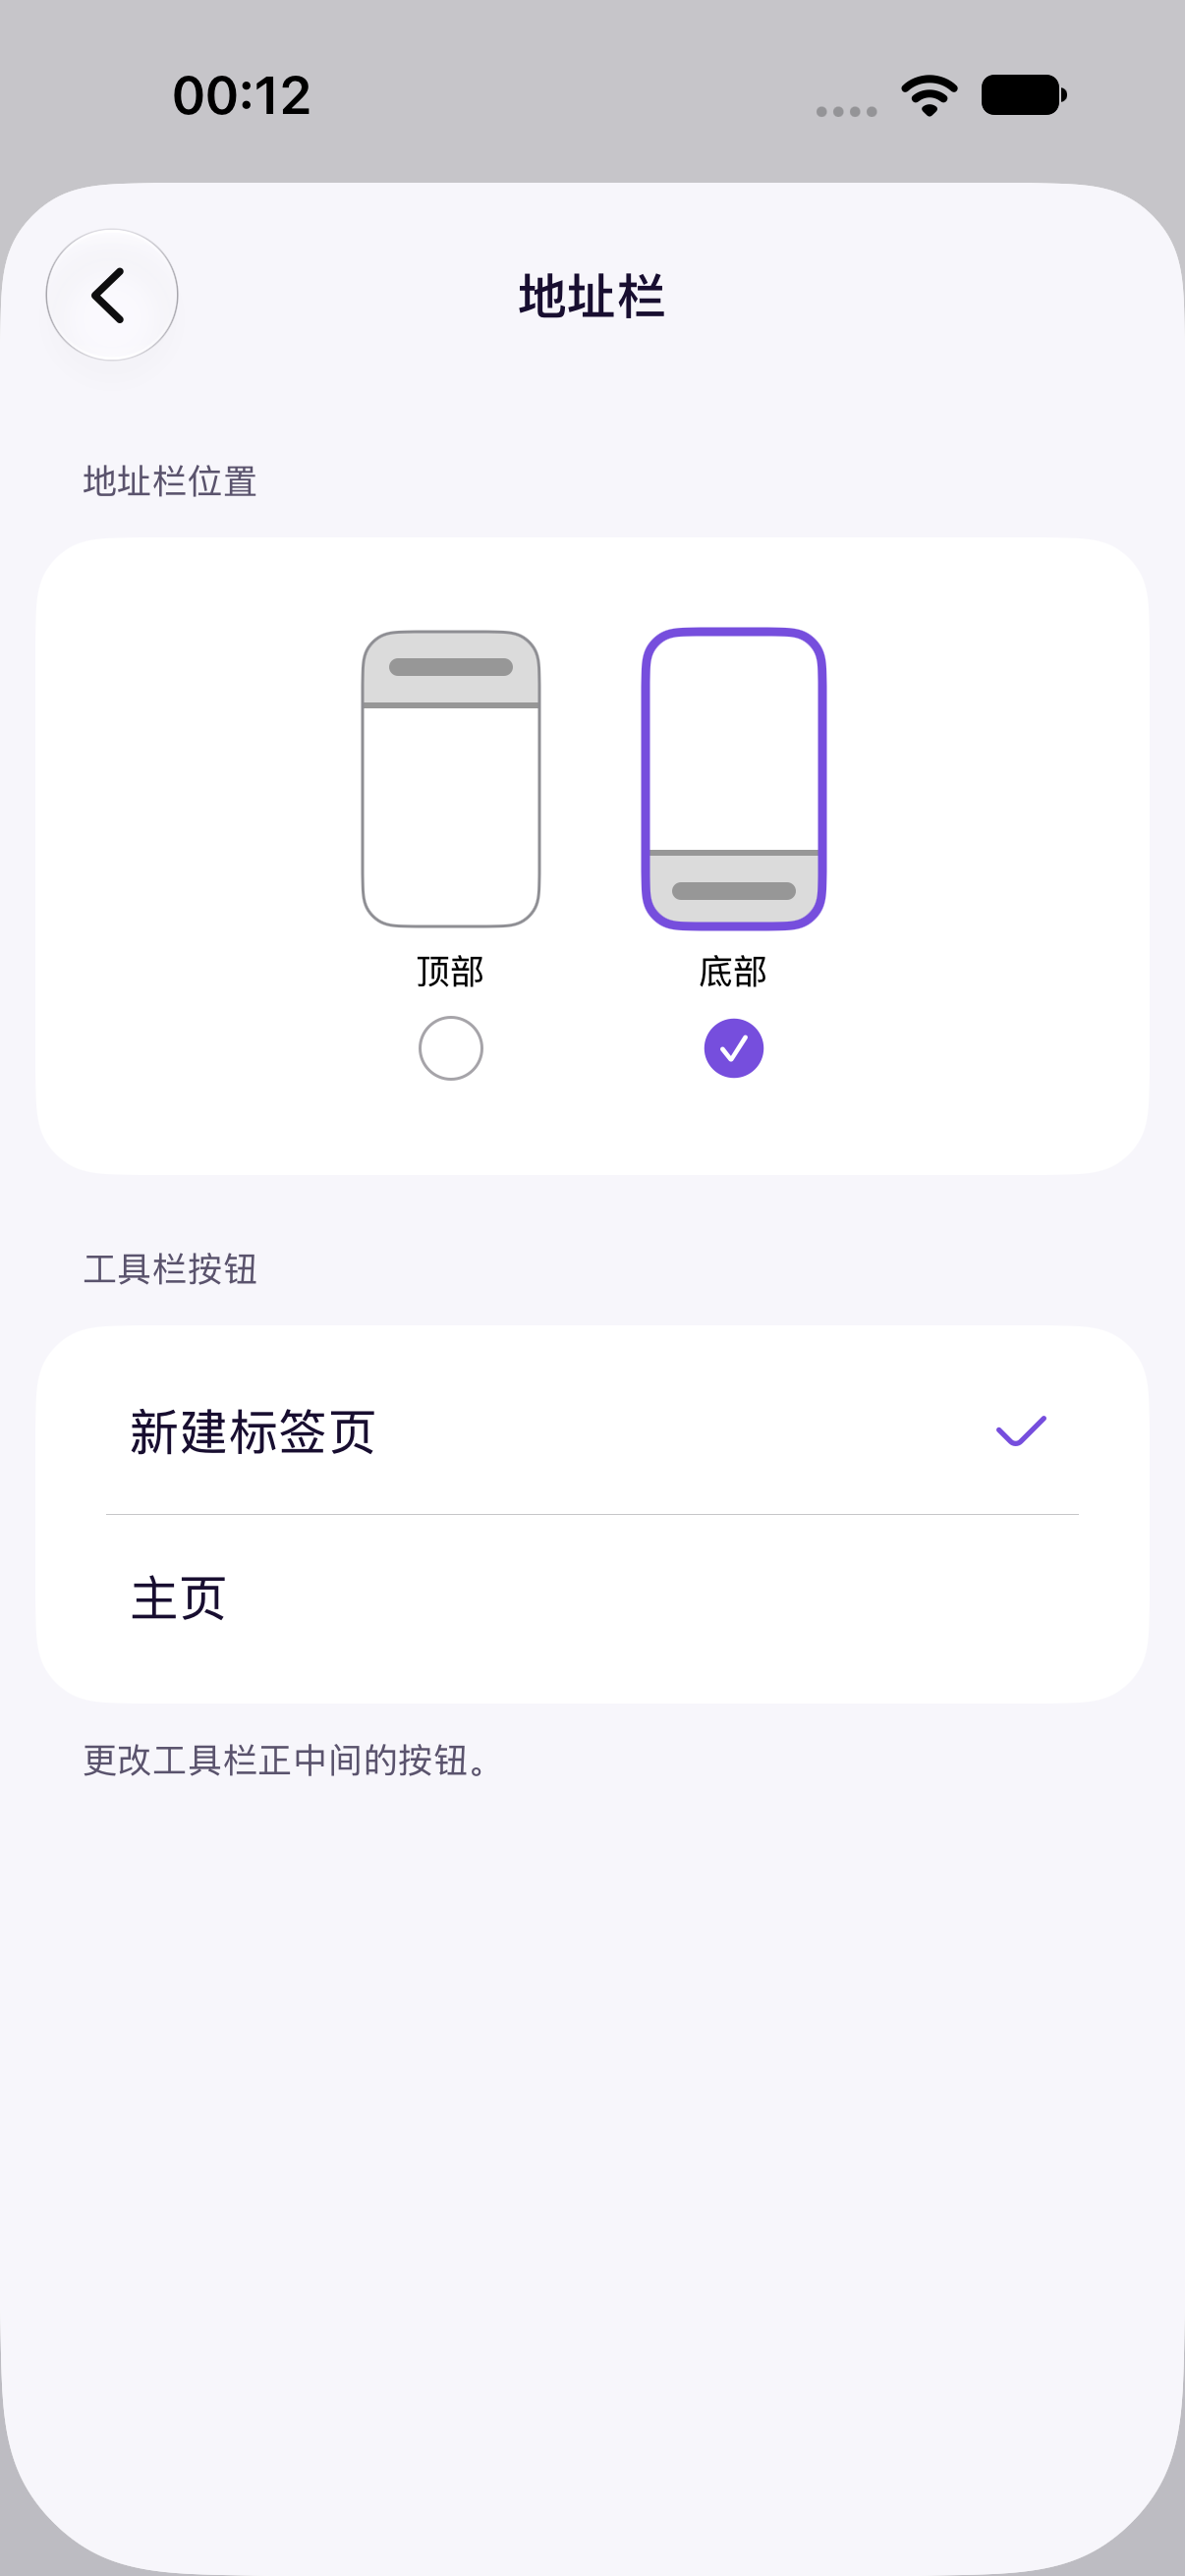 00:12
地址栏
地址栏位置
顶部
底部
工具栏按钮
新建标签页
主页
更改工具栏正中间的按钮。